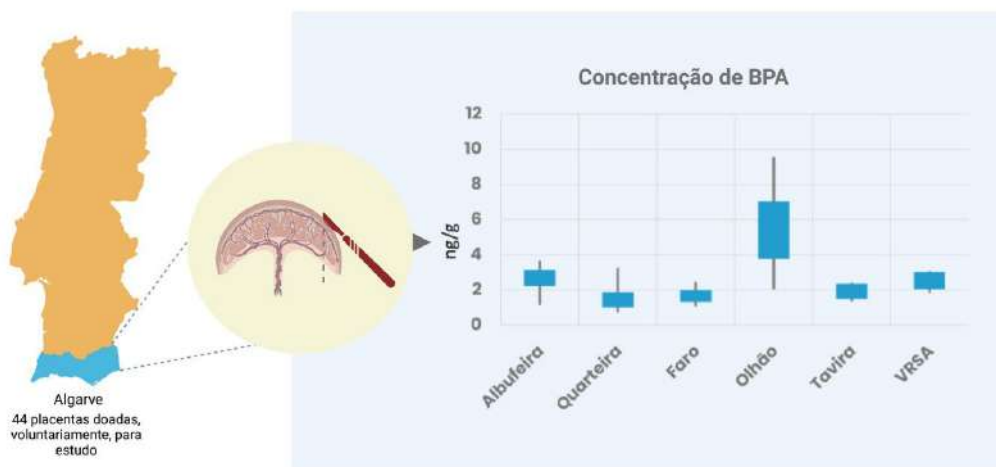 Concentração de BPA
12
10
8
6
4
2
0
ng/g
Albufeira
Quarteira
Faro
Olhão
Tavira
VRSA
Algarve
44 placentas doadas,
voluntariamente, para
estudo